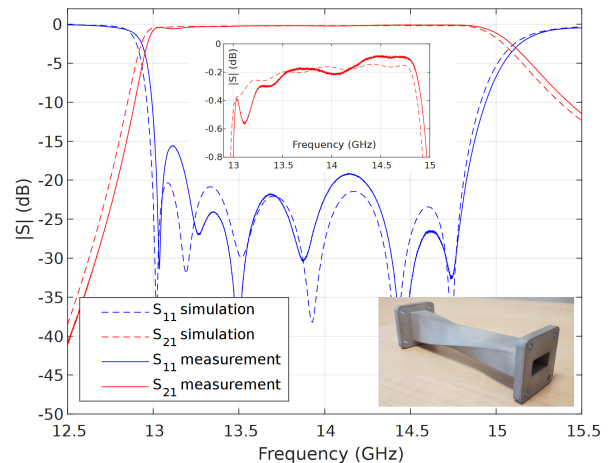 0
-5
-10
-15
-20
-25
-30
-35
-40
-45
-50
|S| (dB)
0
-0.2
-0.4
-0.6
-0.8
|S| (dB)
Frequency (GHz)
13 13.5 14 14.5 15
S11 simulation
S21 simulation
S11 measurement
S21 measurement
12.5 13 13.5 14 14.5 15 15.5
Frequency (GHz)